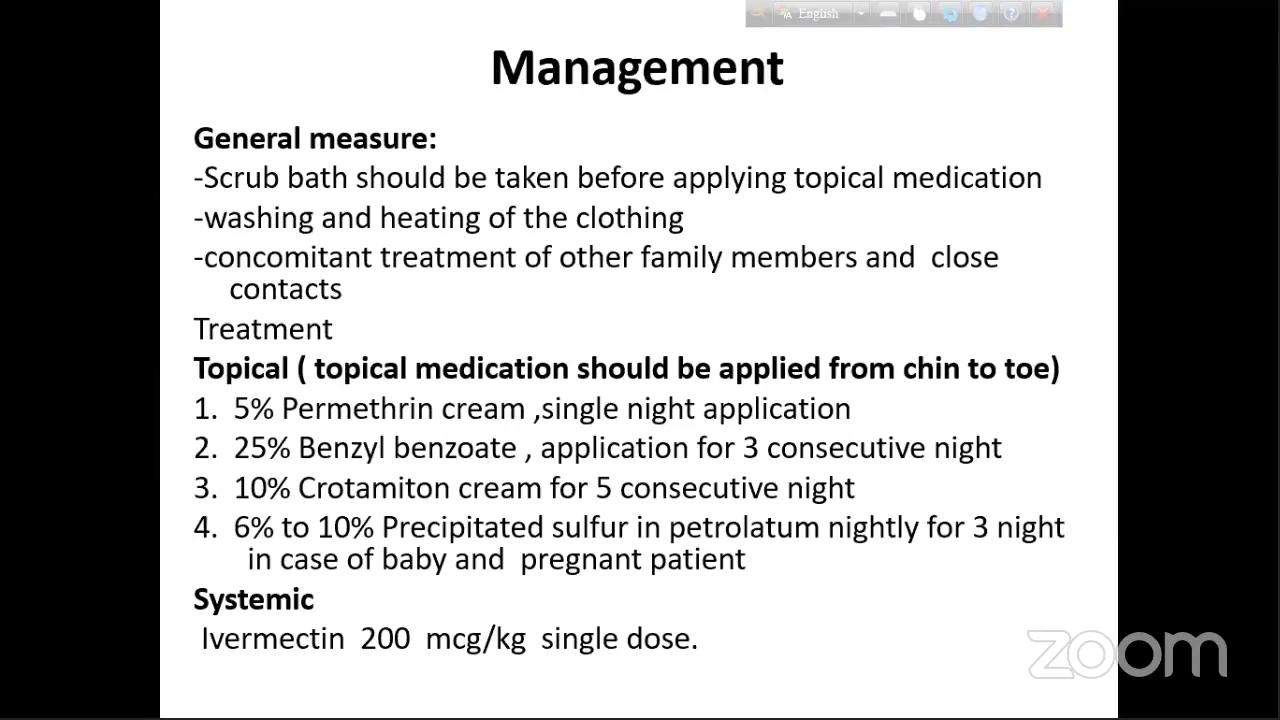 English
Management
General measure:
-Scrub bath should be taken before applying topical medication
-washing and heating of the clothing
-concomitant treatment of other family members and close
contacts
Treatment
Topical ( topical medication should be applied from chin to toe)
1. 5% Permethrin cream ,single night application
2. 25% Benzyl benzoate , application for 3 consecutive night
3. 10% Crotamiton cream for 5 consecutive night
4. 6% to 10% Precipitated sulfur in petrolatum nightly for 3 night
in case of baby and pregnant patient
Systemic
Ivermectin 200 mcg/kg single dose.
zoom